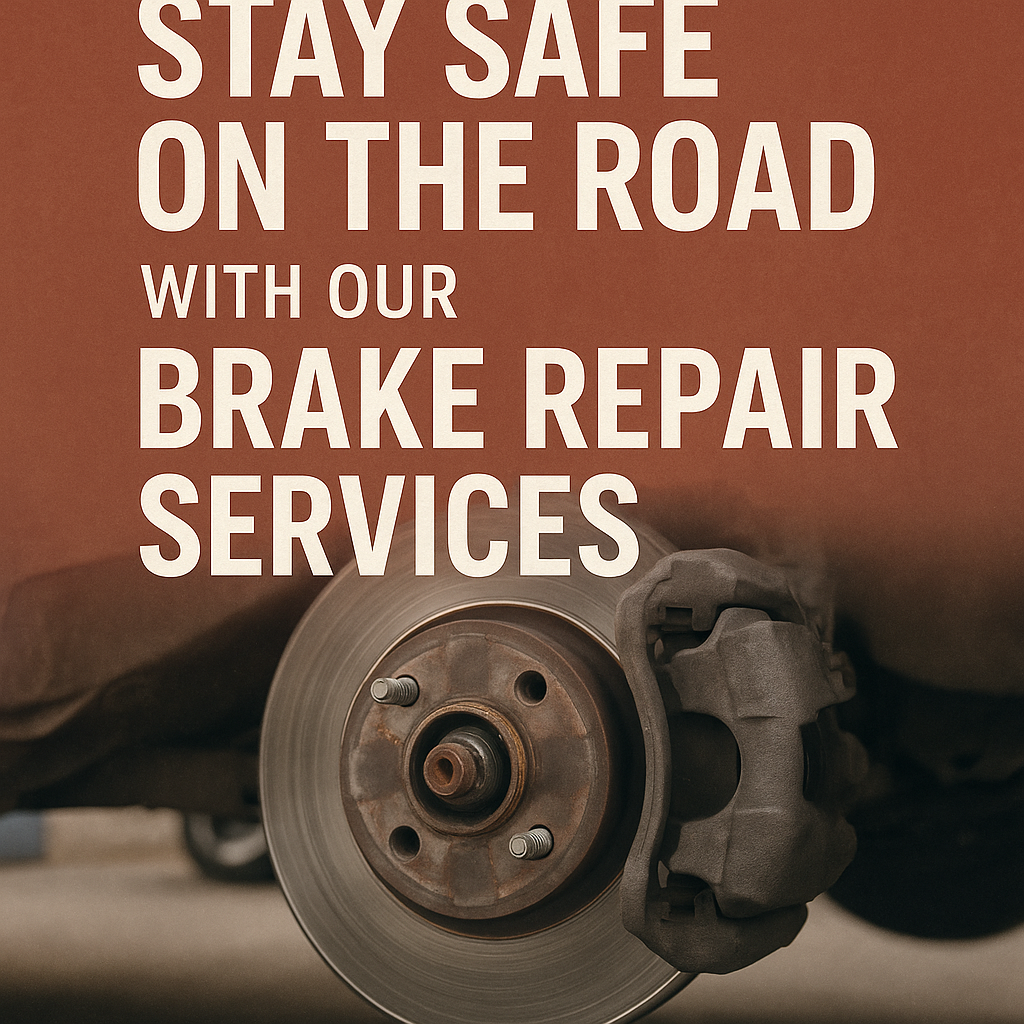 STAY SAFE
ON THE ROAD
WITH OUR
BRAKE REPAIR
SERVICES